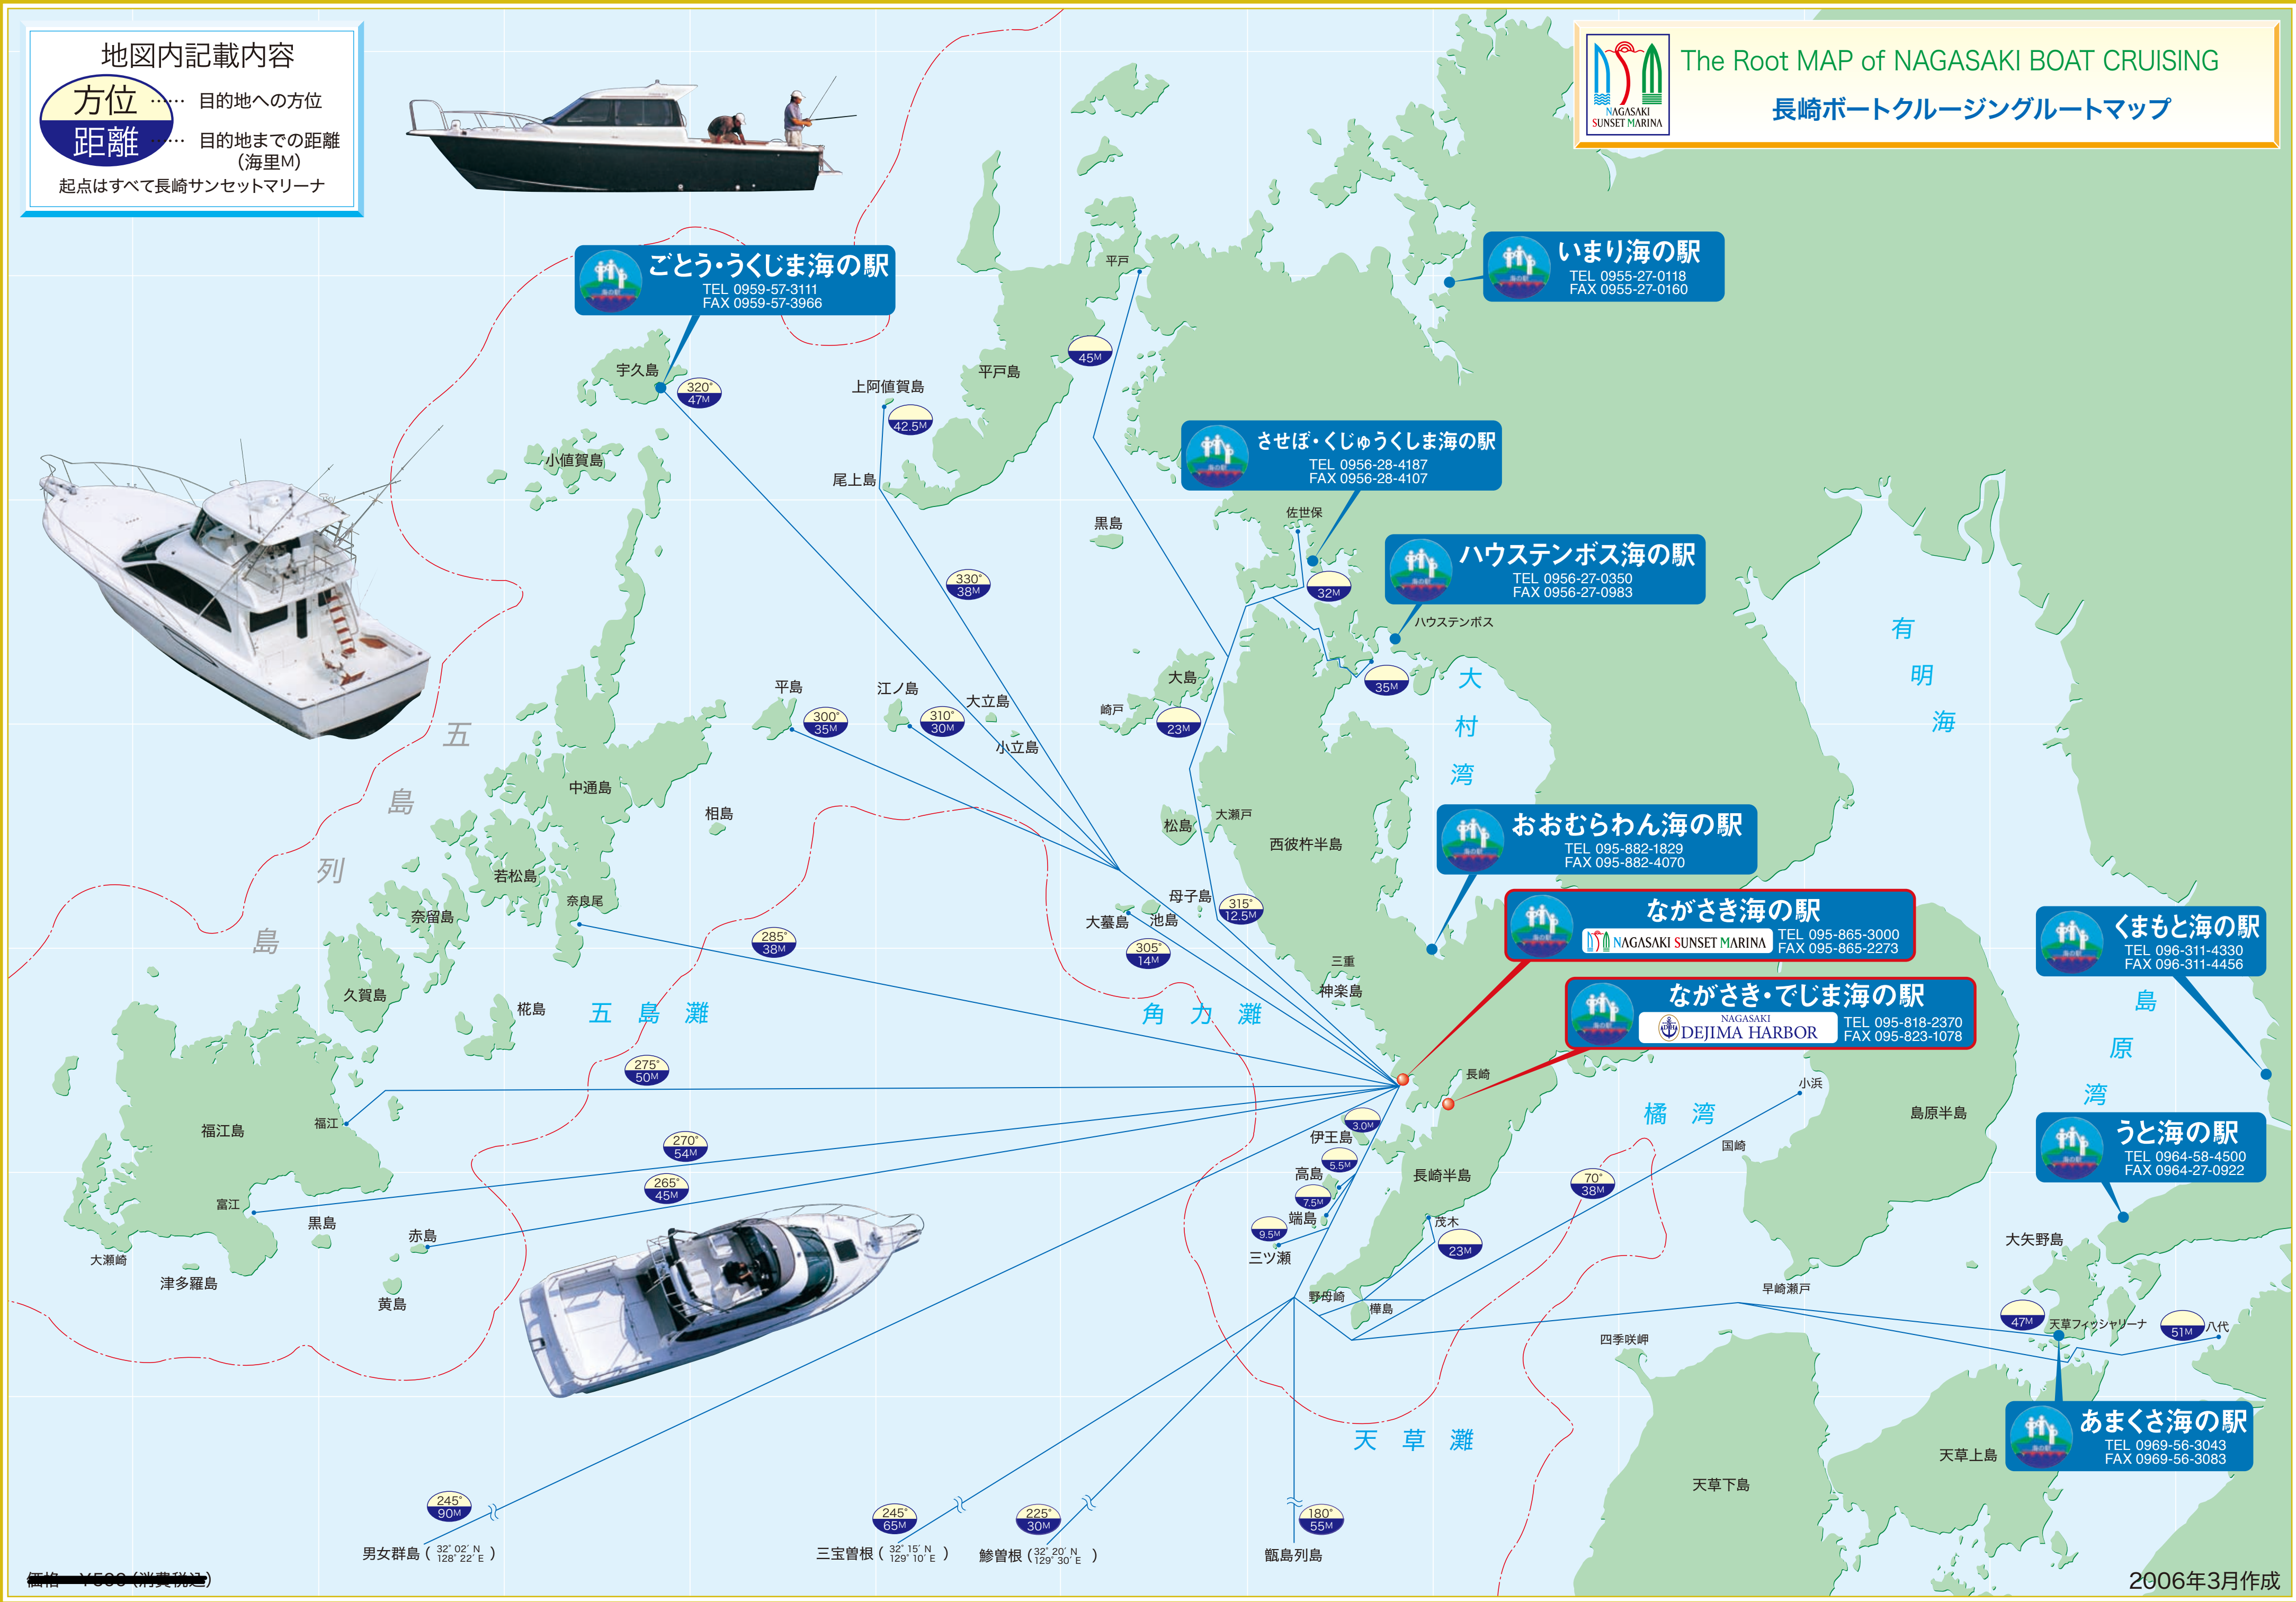 地図内記載内容
方位 …… 目的地への方位
距離 …… 目的地までの距離
(海里M)
起点はすべて長崎サンセットマリーナ
NAGASAKI
SUNSET MARINA
The Root MAP of NAGASAKI BOAT CRUISING
長崎ボートクルージングルートマップ
ごとう・うくじま海の駅
TEL 0959-57-3111
FAX 0959-57-3966
いまり海の駅
TEL 0955-27-0118
FAX 0955-27-0160
平戸
45M
宇久島
320°
47M
上阿値賀島
42.5M
平戸島
小値賀島
尾上島
させぼ・くじゅうくしま海の駅
TEL 0956-28-4187
FAX 0956-28-4107
黒島
佐世保
32M
ハウステンボス海の駅
TEL 0956-27-0350
FAX 0956-27-0983
ハウステンボス
35M
330°
38M
有明海
大村湾
大島
崎戸
23M
平島
300°
35M
江ノ島
310°
30M
大立島
小立島
五島列島
中通島
相島
松島
大瀬戸
西彼杵半島
おおむらわん海の駅
TEL 095-882-1829
FAX 095-882-4070
若松島
奈良尾
奈留島
285°
38M
母子島
大蟇島
池島
315°
12.5M
305°
14M
ながさき海の駅
NAGASAKI SUNSET MARINA
TEL 095-865-3000
FAX 095-865-2273
くまもと海の駅
TEL 096-311-4330
FAX 096-311-4456
三重
神楽島
久賀島
椛島
五島灘
角力灘
ながさき・でじま海の駅
NAGASAKI
DEJIMA HARBOR
TEL 095-818-2370
FAX 095-823-1078
島原湾
275°
50M
長崎
小浜
橘湾
島原半島
福江島
福江
3.0M
伊王島
270°
54M
国崎
うと海の駅
TEL 0964-58-4500
FAX 0964-27-0922
5.5M
高島
長崎半島
70°
38M
265°
45M
7.5M
富江
黒島
端島
茂木
赤島
9.5M
三ツ瀬
23M
大矢野島
大瀬崎
津多羅島
黄島
野母崎
樺島
早崎瀬戸
47M
天草フィッシャリーナ
51M
八代
四季咲岬
あまくさ海の駅
TEL 0969-56-3043
FAX 0969-56-3083
天草灘
天草上島
天草下島
245°
90M
245°
65M
225°
30M
180°
55M
男女群島 ( 32° 02′ N
128° 22′ E )
三宝曽根 ( 32° 15′ N
129° 10′ E )
鯵曽根 ( 32° 20′ N
129° 30′ E )
甑島列島
2006年3月作成